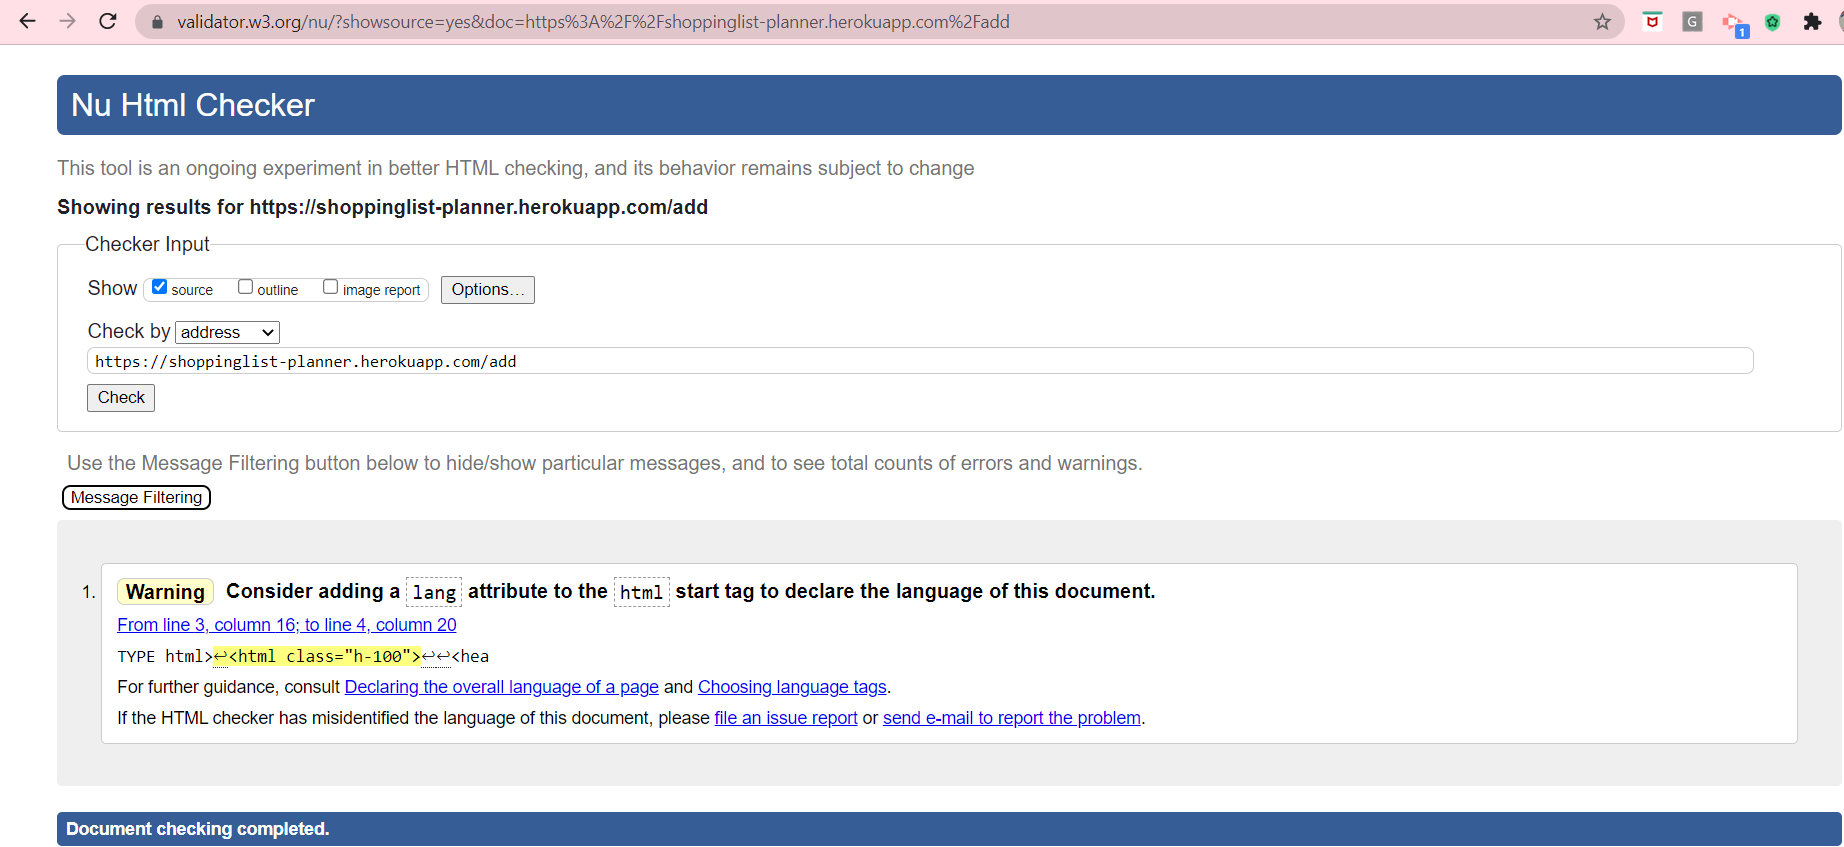 validator.w3.org/nu/?showsource=yes&doc=https%3A%2F%2Fshoppinglist-planner.herokuapp.com%2Fadd
G
1
Nu Html Checker
This tool is an ongoing experiment in better HTML checking, and its behavior remains subject to change
Showing results for https://shoppinglist-planner.herokuapp.com/add
Checker Input
Show source outline image report Options...
Check by address
https://shoppinglist-planner.herokuapp.com/add
Check
Use the Message Filtering button below to hide/show particular messages, and to see total counts of errors and warnings.
Message Filtering
1. Warning Consider adding a lang attribute to the html start tag to declare the language of this document.
From line 3, column 16; to line 4, column 20
TYPE html>↩<html class="h-100">↩↩<hea
For further guidance, consult Declaring the overall language of a page and Choosing language tags.
If the HTML checker has misidentified the language of this document, please file an issue report or send e-mail to report the problem.
Document checking completed.